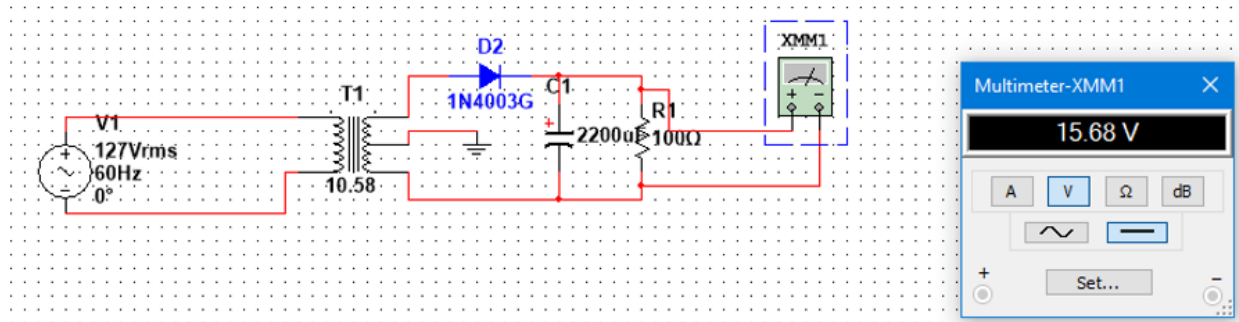 D2
1N4003G
T1
10.58
V1
127Vrms
60Hz
0°
C1
2200uF
R1
100Ω
XMM1
+ −
Multimeter-XMM1 ×
15.68 V
A V Ω dB
+ Set... −